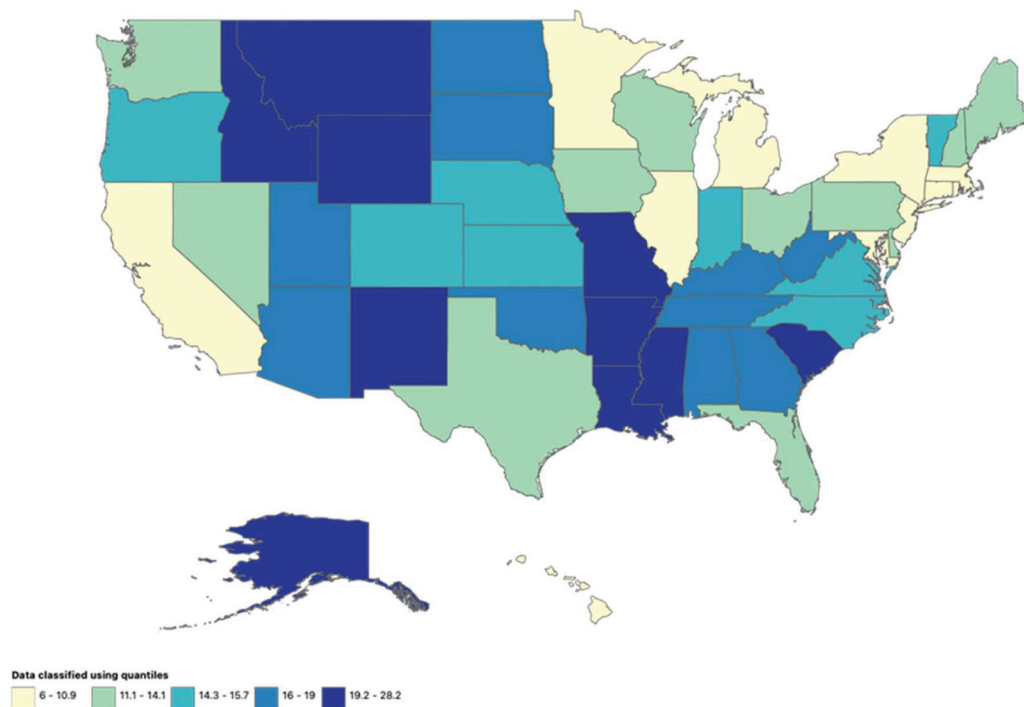 Data classified using quantiles
6 - 10.9 11.1 - 14.1 14.3 - 15.7 16 - 19 19.2 - 28.2